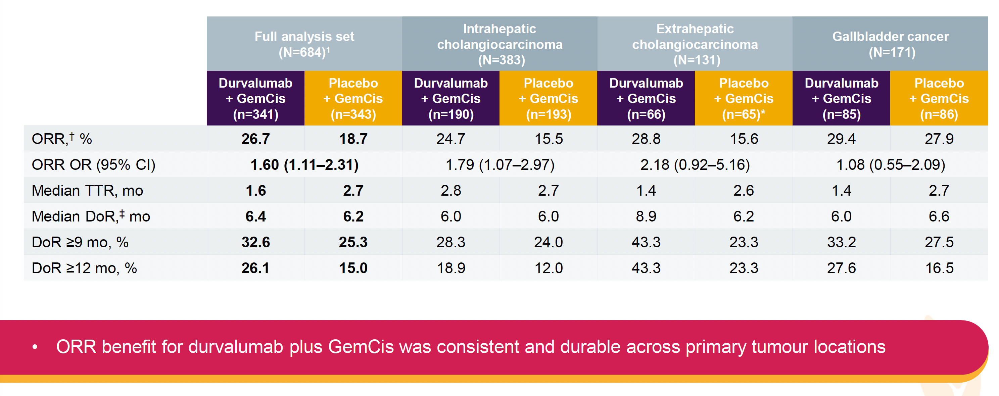 Full analysis set
(N=684)¹
Intrahepatic
cholangiocarcinoma
(N=383)
Extrahepatic
cholangiocarcinoma
(N=131)
Gallbladder cancer
(N=171)
Durvalumab
+ GemCis
(n=341)
Placebo
+ GemCis
(n=343)
Durvalumab
+ GemCis
(n=190)
Placebo
+ GemCis
(n=193)
Durvalumab
+ GemCis
(n=66)
Placebo
+ GemCis
(n=65)*
Durvalumab
+ GemCis
(n=85)
Placebo
+ GemCis
(n=86)
ORR,† % 26.7 18.7 24.7 15.5 28.8 15.6 29.4 27.9
ORR OR (95% CI) 1.60 (1.11–2.31) 1.79 (1.07–2.97) 2.18 (0.92–5.16) 1.08 (0.55–2.09)
Median TTR, mo 1.6 2.7 2.8 2.7 1.4 2.6 1.4 2.7
Median DoR,‡ mo 6.4 6.2 6.0 6.0 8.9 6.2 6.0 6.6
DoR ≥9 mo, % 32.6 25.3 28.3 24.0 43.3 23.3 33.2 27.5
DoR ≥12 mo, % 26.1 15.0 18.9 12.0 43.3 23.3 27.6 16.5
• ORR benefit for durvalumab plus GemCis was consistent and durable across primary tumour locations